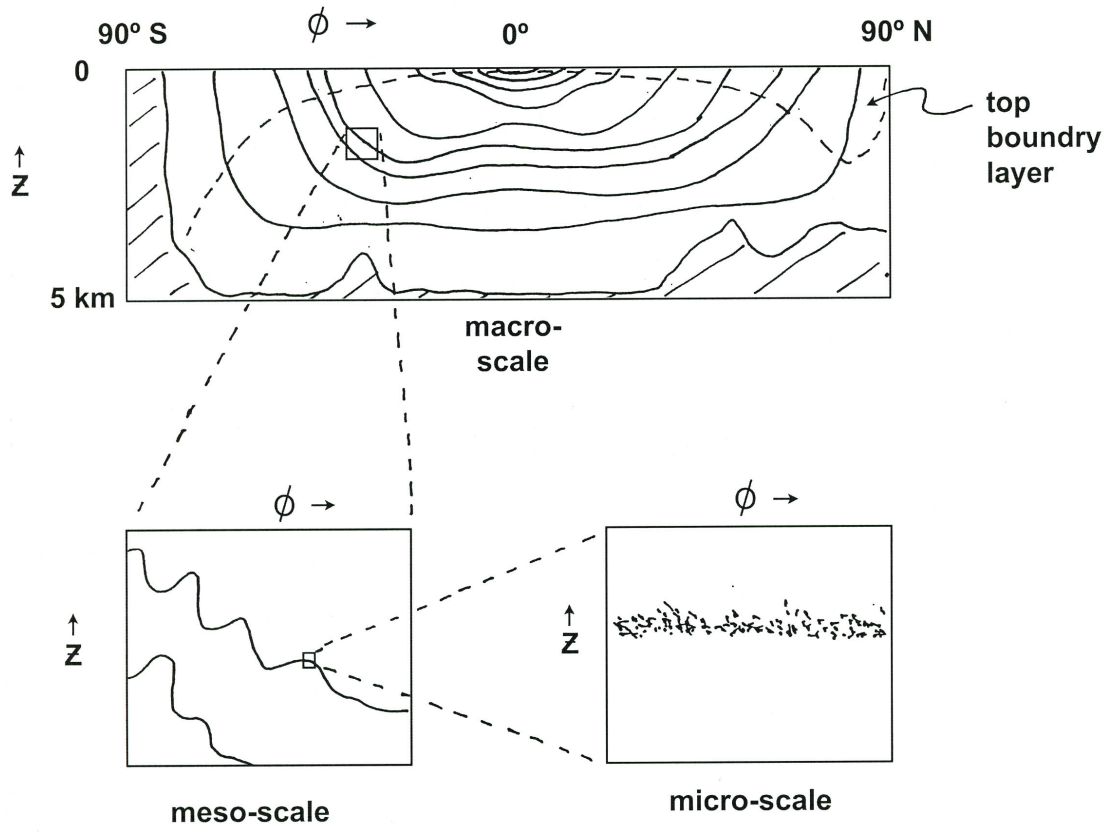 ϕ →
90º S 0º 90º N
0
top
boundry
layer
Z →
5 km
macro-
scale
ϕ →
ϕ →
Z →
Z →
meso-scale
micro-scale